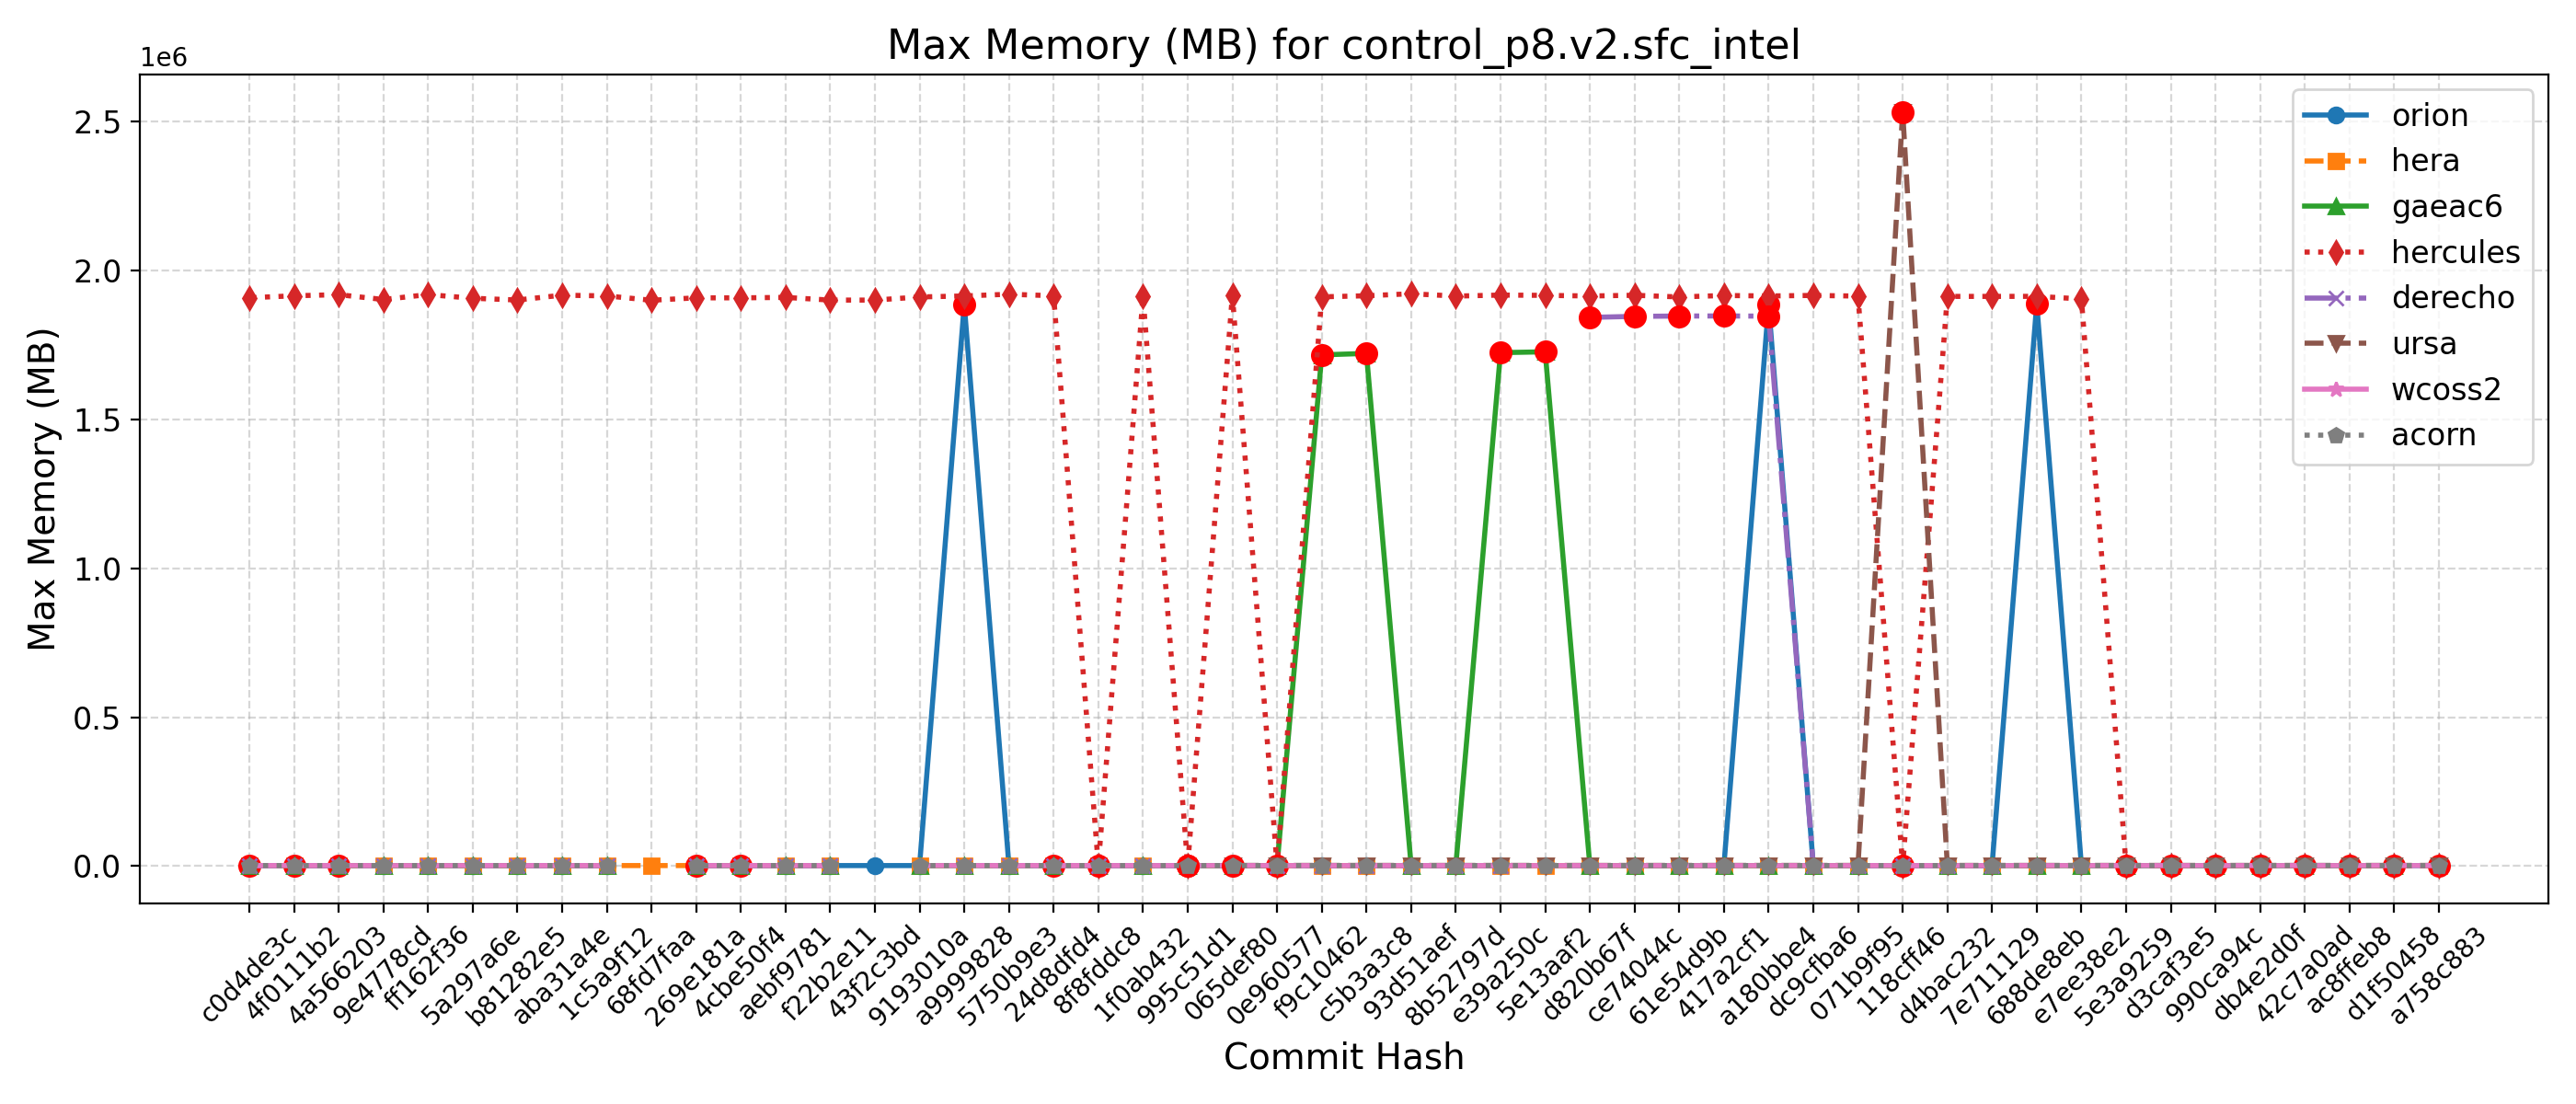 Max Memory (MB) for control_p8.v2.sfc_intel
1e6
2.5
2.0
1.5
1.0
0.5
0.0
Max Memory (MB)
orion
hera
gaeac6
hercules
derecho
ursa
wcoss2
acorn
c0d4de3c
4f0111b2
4a566203
9e4778cd
ff162f36
5a297a6e
b81282e5
aba31a4e
1c5a9f12
68fd7faa
269e181a
4cbe50f4
aebf9781
f22b2e11
43f2c3bd
9193010a
a9999828
5750b9e3
24d8dfd4
8f8fddc8
1f0ab432
995c51d1
065def80
0e960577
f9c10462
c5b3a3c8
93d51aef
8b52797d
e39a250c
5e13aaf2
d820b67f
ce74044c
61e54d9b
417a2cf1
a180bbe4
dc9cfba6
071b9f95
118cff46
d4bac232
7e711129
688de8eb
e7ee38e2
5e3a9259
d3caf3e5
990ca94c
db4e2d0f
42c7a0ad
ac8ffeb8
d1f50458
a758c883
Commit Hash